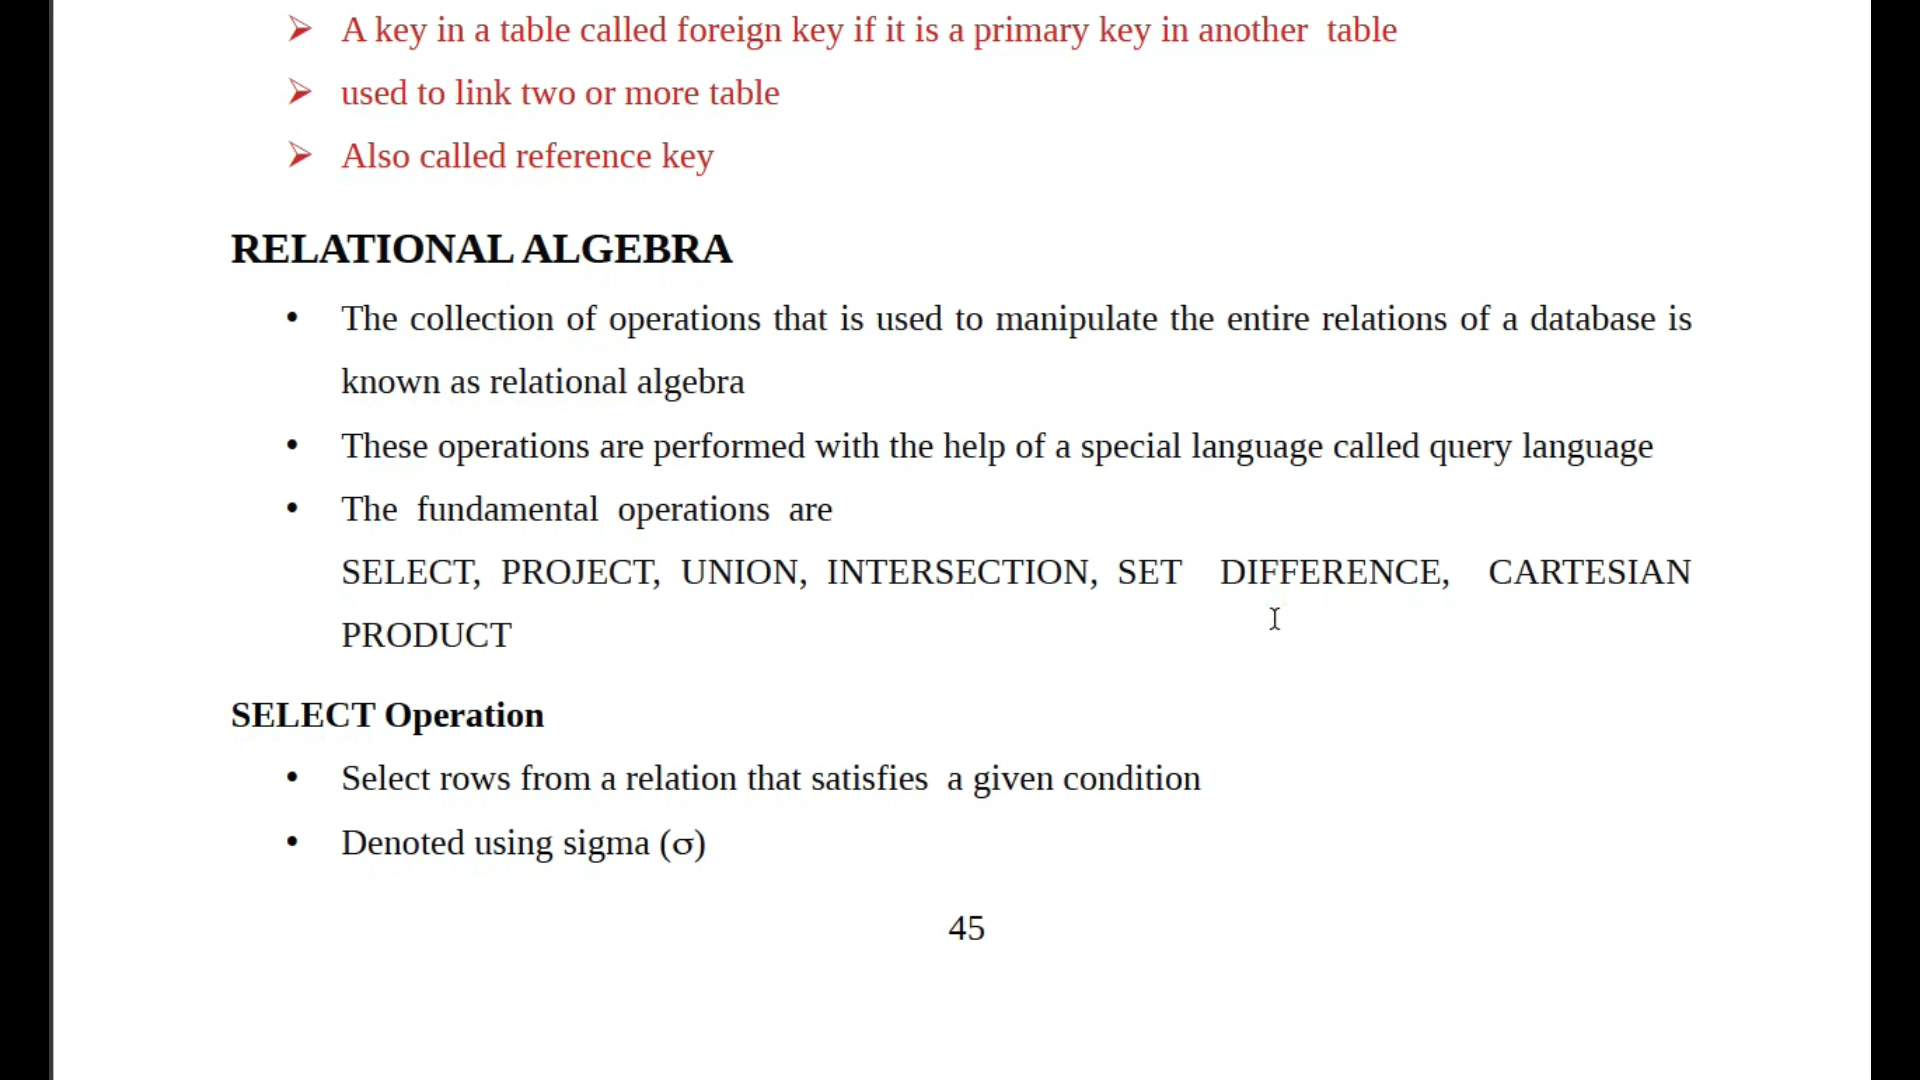 ➢ A key in a table called foreign key if it is a primary key in another table
➢ used to link two or more table
➢ Also called reference key
RELATIONAL ALGEBRA
• The collection of operations that is used to manipulate the entire relations of a database is
known as relational algebra
• These operations are performed with the help of a special language called query language
• The fundamental operations are
SELECT, PROJECT, UNION, INTERSECTION, SET DIFFERENCE, CARTESIAN
PRODUCT
SELECT Operation
• Select rows from a relation that satisfies a given condition
• Denoted using sigma (σ)
45